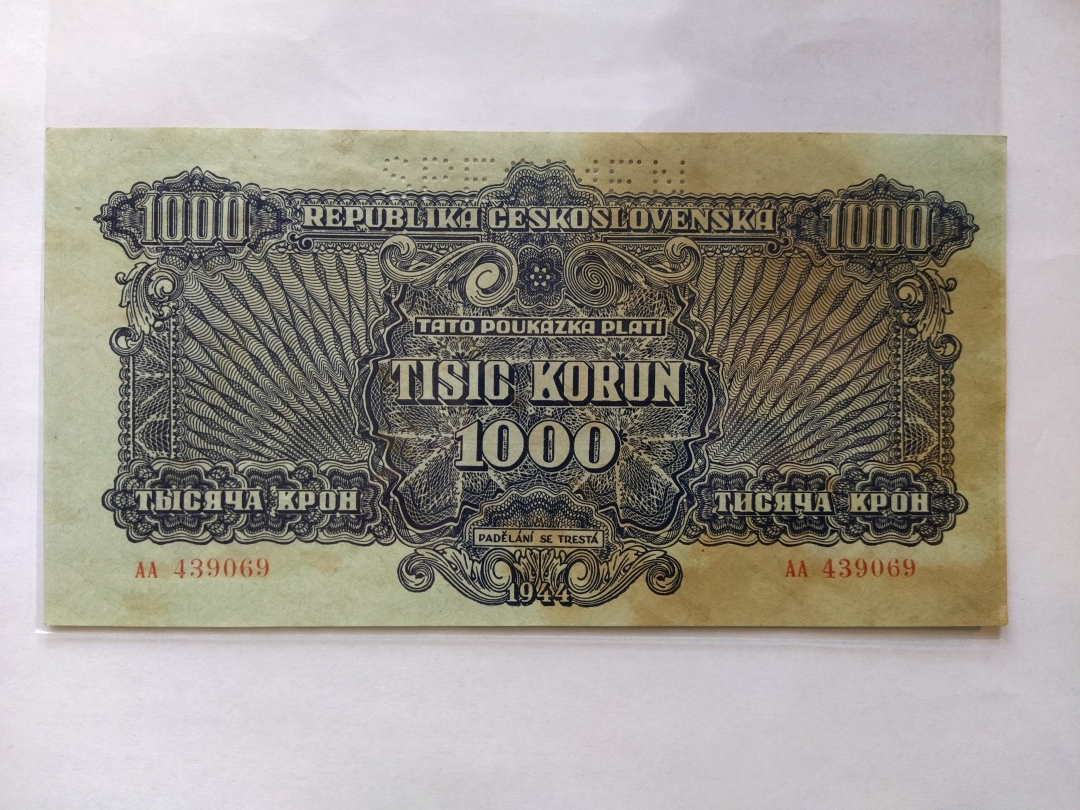 SPECIMEN
1000 REPUBLIKA ČESKOSLOVENSKÁ 1000
TATO POUKÁZKA PLATÍ
TISÍC KORUN
1000
ТЫСЯЧА КРОН ТИСЯЧА КРОН
PADĚLÁNÍ SE TRESTÁ
AA 439069 AA 439069
1944